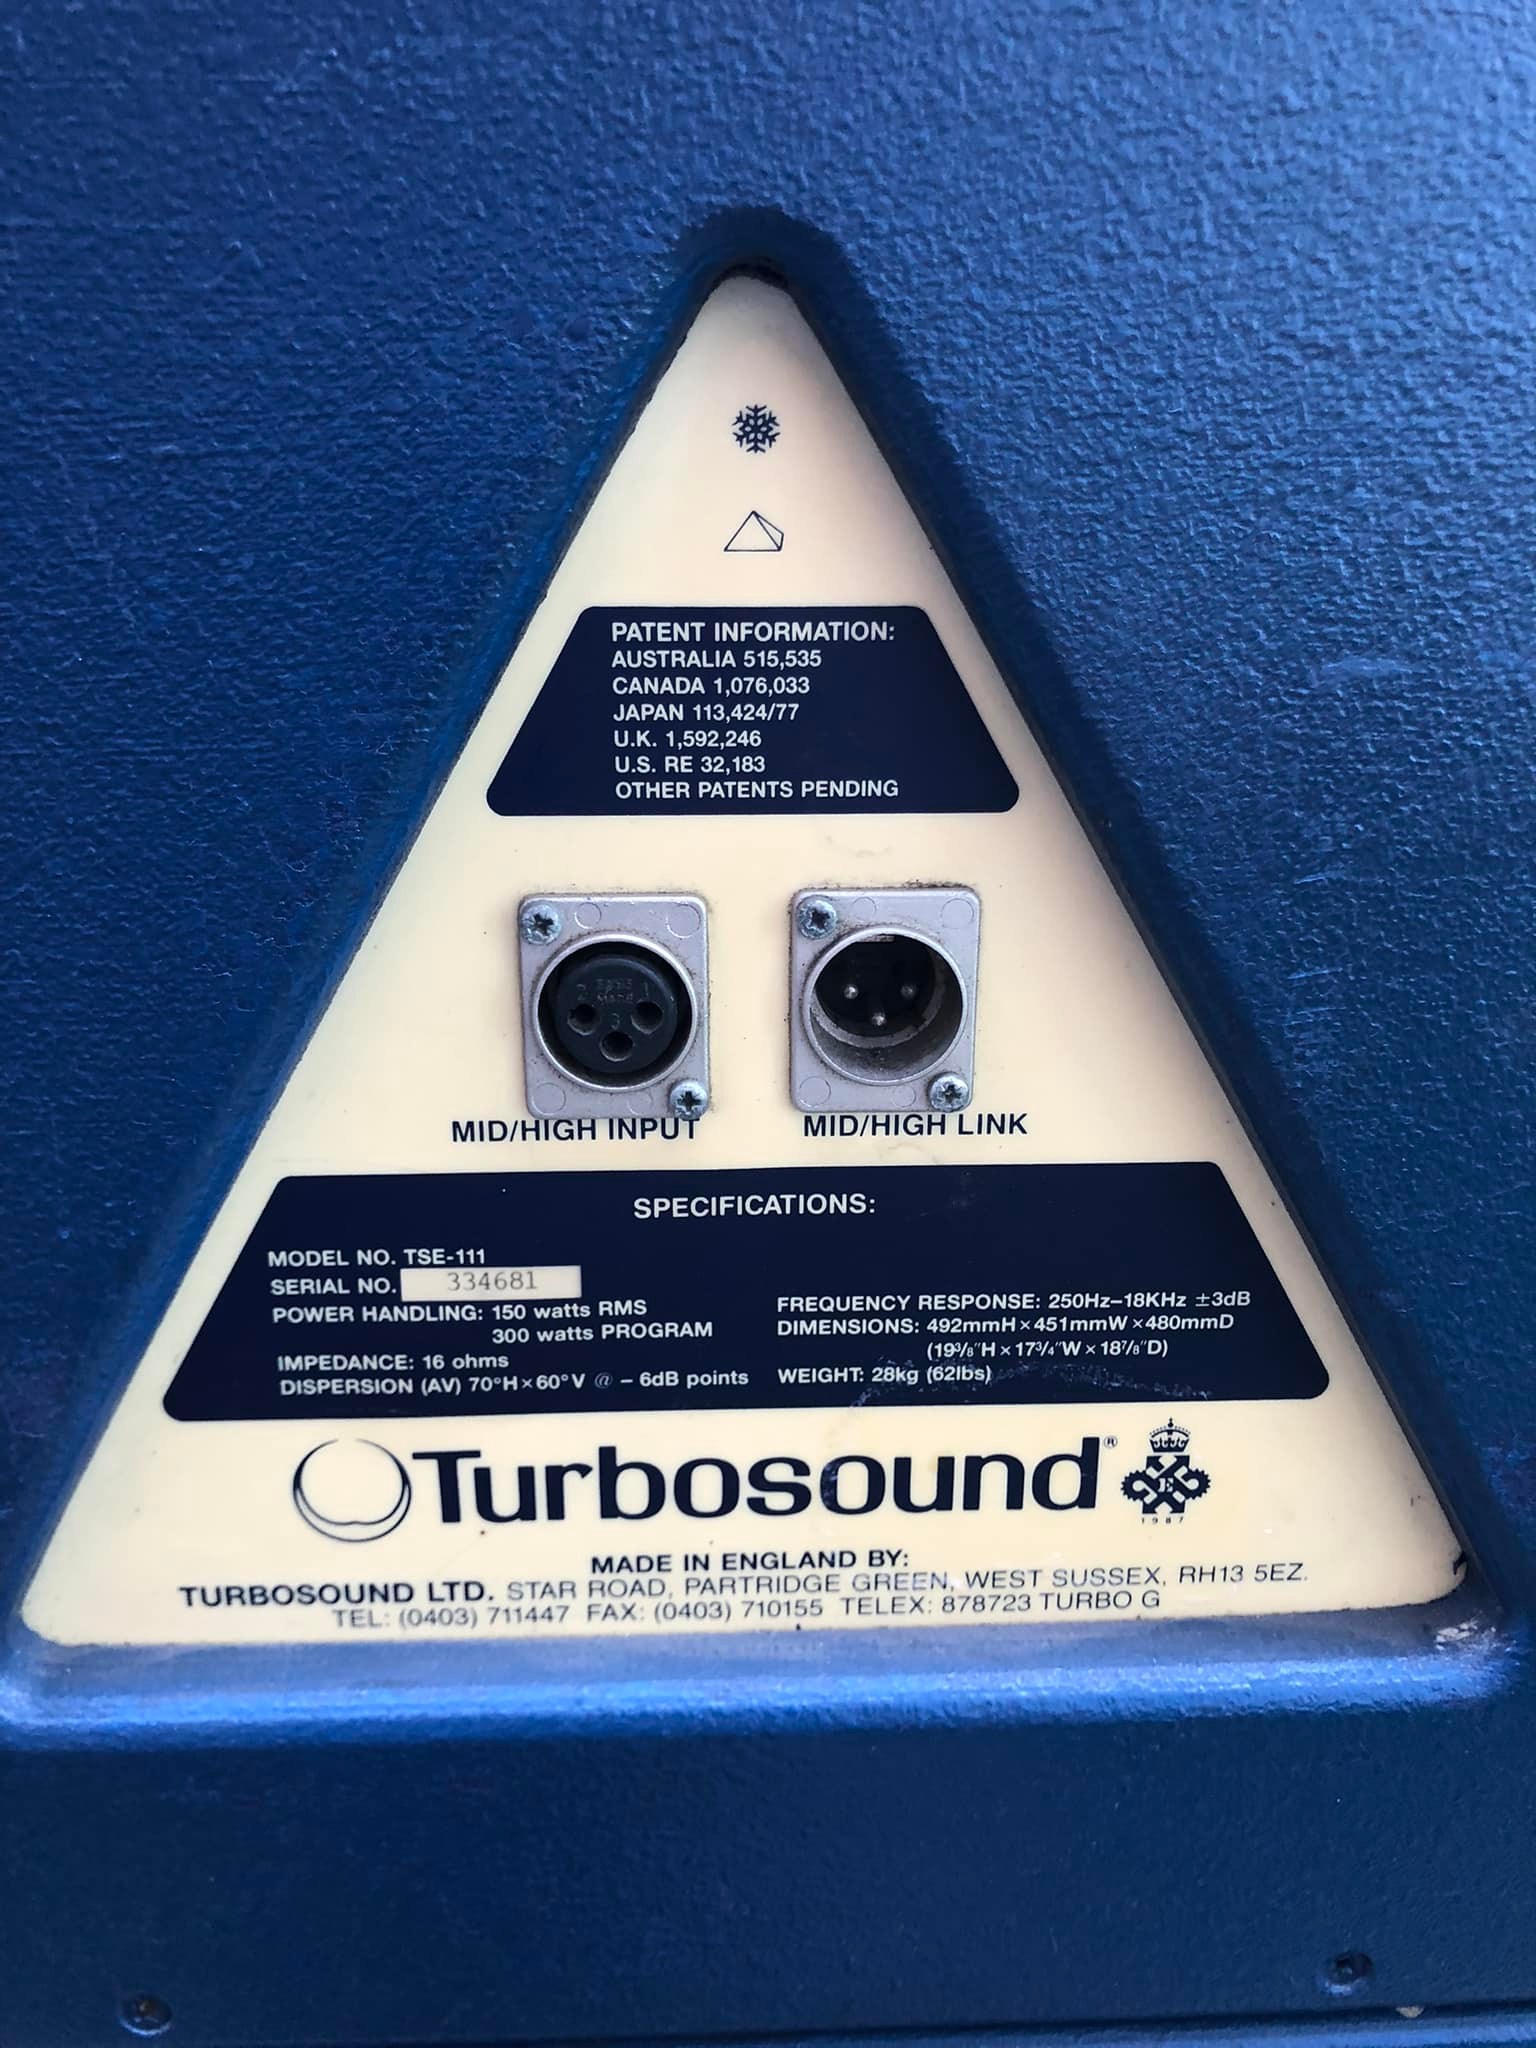 PATENT INFORMATION:
AUSTRALIA 515,535
CANADA 1,076,033
JAPAN 113,424/77
U.K. 1,592,246
U.S. RE 32,183
OTHER PATENTS PENDING
2 1
3
MID/HIGH INPUT MID/HIGH LINK
SPECIFICATIONS:
MODEL NO. TSE-111
SERIAL NO. 334681
POWER HANDLING: 150 watts RMS
300 watts PROGRAM
IMPEDANCE: 16 ohms
DISPERSION (AV) 70°H×60°V @ – 6dB points
FREQUENCY RESPONSE: 250Hz–18KHz ±3dB
DIMENSIONS: 492mmH×451mmW×480mmD
(19⅜″H×17¾″W×18⅞″D)
WEIGHT: 28kg (62lbs)
Turbosound®
E
1987
MADE IN ENGLAND BY:
TURBOSOUND LTD. STAR ROAD, PARTRIDGE GREEN, WEST SUSSEX, RH13 5EZ.
TEL: (0403) 711447 FAX: (0403) 710155 TELEX: 878723 TURBO G